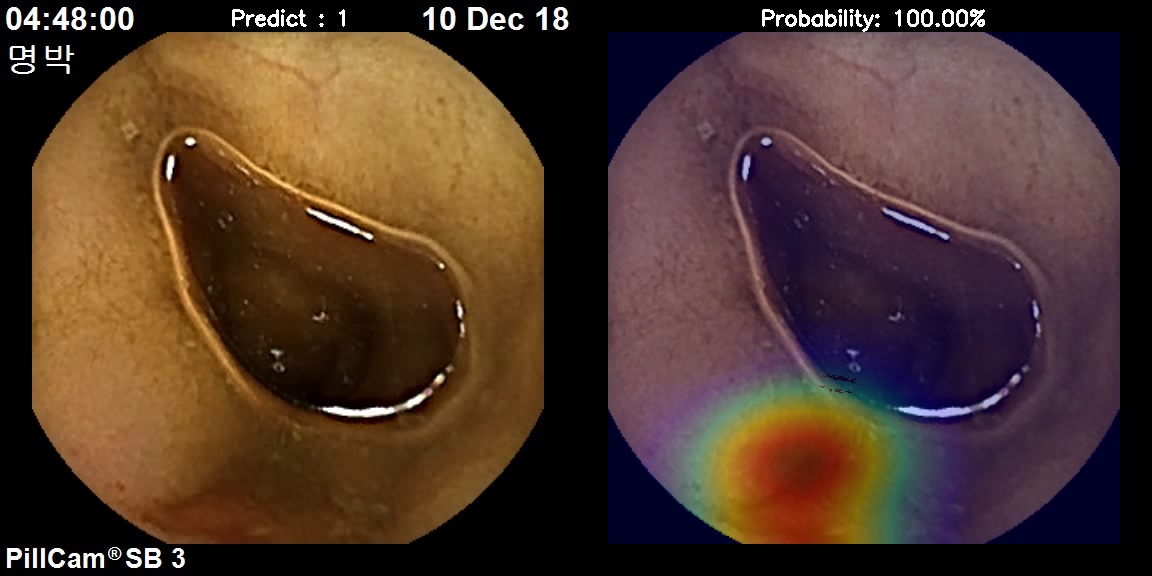 04:48:00
Predict : 1
10 Dec 18
Probability: 100.00%
명박
PillCam® SB 3